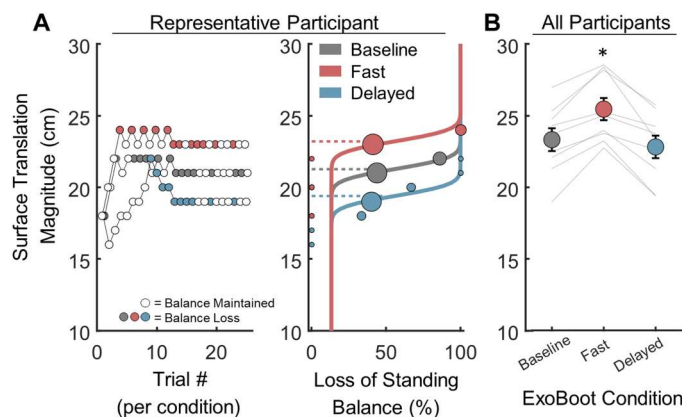 A
Representative Participant
B
All Participants
Surface Translation
Magnitude (cm)
30
25
20
15
10
0
10
20
= Balance Maintained
= Balance Loss
Trial #
(per condition)
30
25
20
15
10
0
50
100
Baseline
Fast
Delayed
Loss of Standing
Balance (%)
30
25
20
15
10
*
Baseline
Fast
Delayed
ExoBoot Condition